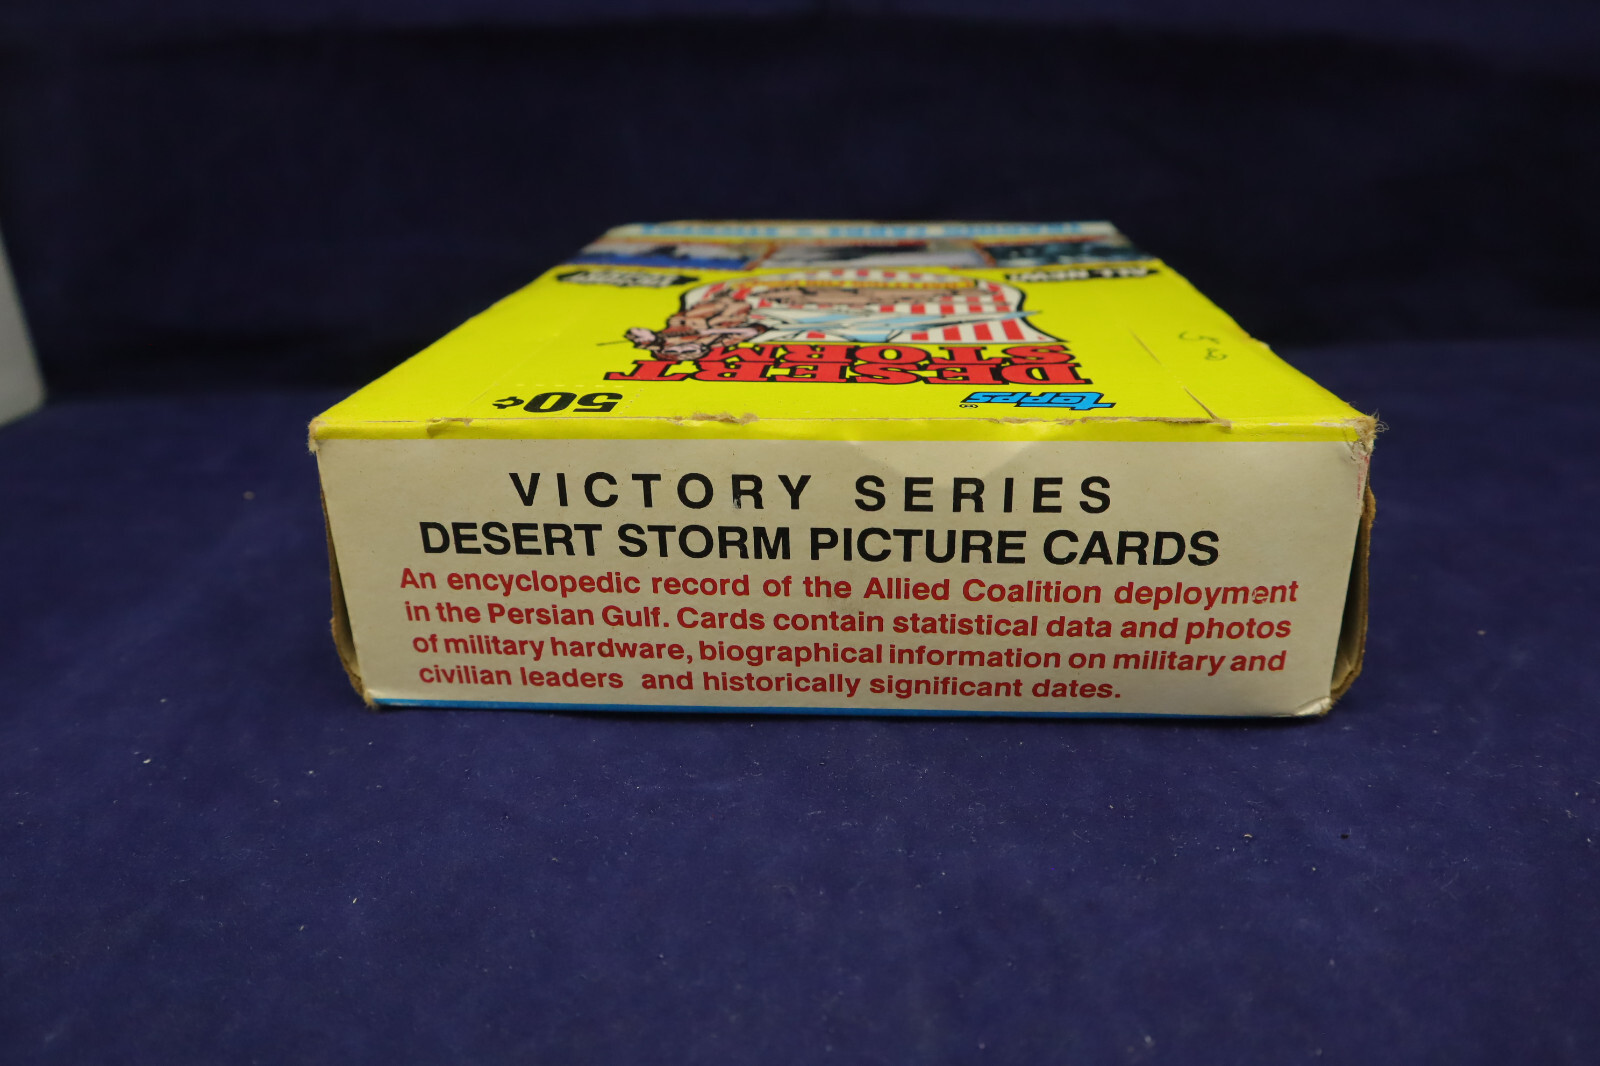 VICTORY SERIES
DESERT STORM PICTURE CARDS
An encyclopedic record of the Allied Coalition deployment
in the Persian Gulf. Cards contain statistical data and photos
of military hardware, biographical information on military and
civilian leaders and historically significant dates.
Topps
50¢
DESERT
STORM
ALL NEW!